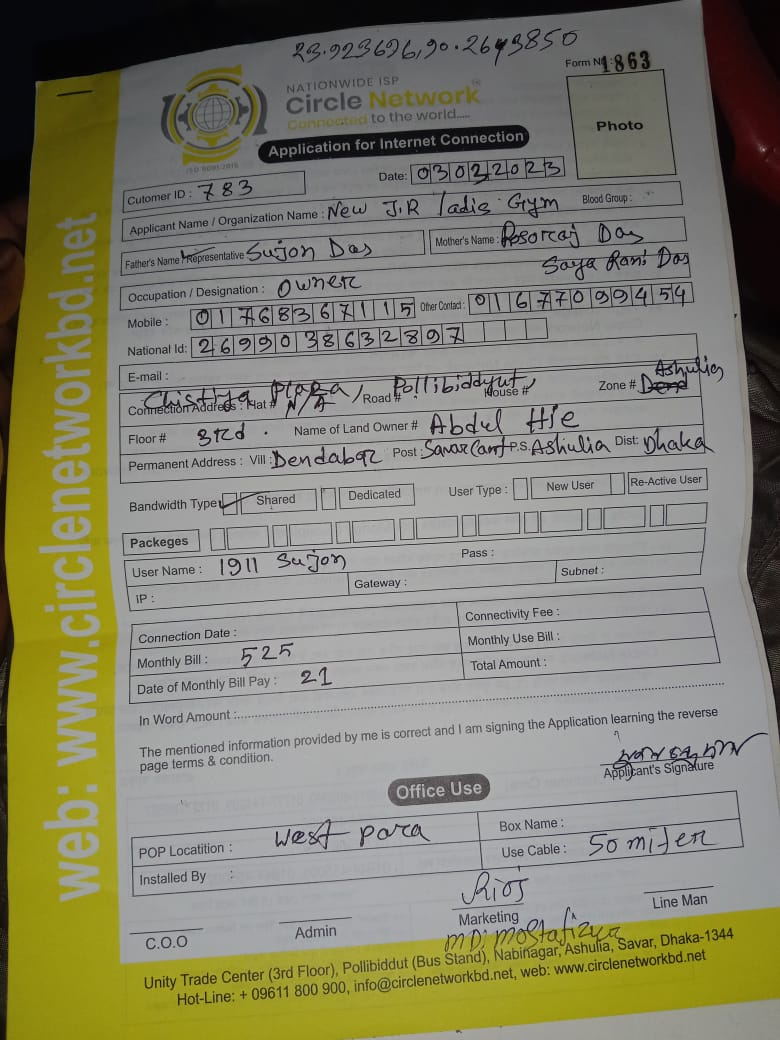 23.923696,90.2643850
Form No: 1863
NATIONWIDE ISP
Circle Network
Connected to the world.....
ISO 9001:2015
Photo
Application for Internet Connection
Date: 03022023
Cutomer ID : 783
Applicant Name / Organization Name : New J.R ladis Gym Blood Group :
Father's Name / Representative Sujon Das Mother's Name : Das
Occupation / Designation : Owner Rani Das
Mobile : 01768367115 Other Contact : 01677099454
National Id: 2699038632897
E-mail :
Chistiya Plaza, Pollibiddyut, Ashulia
Connection Address : Flat # N/A Road # House # Zone #
Floor # 3rd. Name of Land Owner # Abdul Hie
Permanent Address : Vill : Dendabar Post : Savar Cant P.S. Ashulia Dist: Dhaka
Bandwidth Type Shared Dedicated User Type : New User Re-Active User
Packeges
User Name : 1911 Sujon Pass :
IP : Gateway : Subnet :
Connection Date : Connectivity Fee :
Monthly Bill : 525 Monthly Use Bill :
Date of Monthly Bill Pay : 21 Total Amount :
In Word Amount :
The mentioned information provided by me is correct and I am signing the Application learning the reverse
page terms & condition.
Applicant's Signature
Office Use
POP Locatition : West para Box Name :
Installed By : Use Cable : 50 miter
C.O.O Admin Marketing Line Man
MD: Mostafizur
Unity Trade Center (3rd Floor), Pollibiddut (Bus Stand), Nabinagar, Ashulia, Savar, Dhaka-1344
Hot-Line: + 09611 800 900, info@circlenetworkbd.net, web: www.circlenetworkbd.net
web: www.circlenetworkbd.net